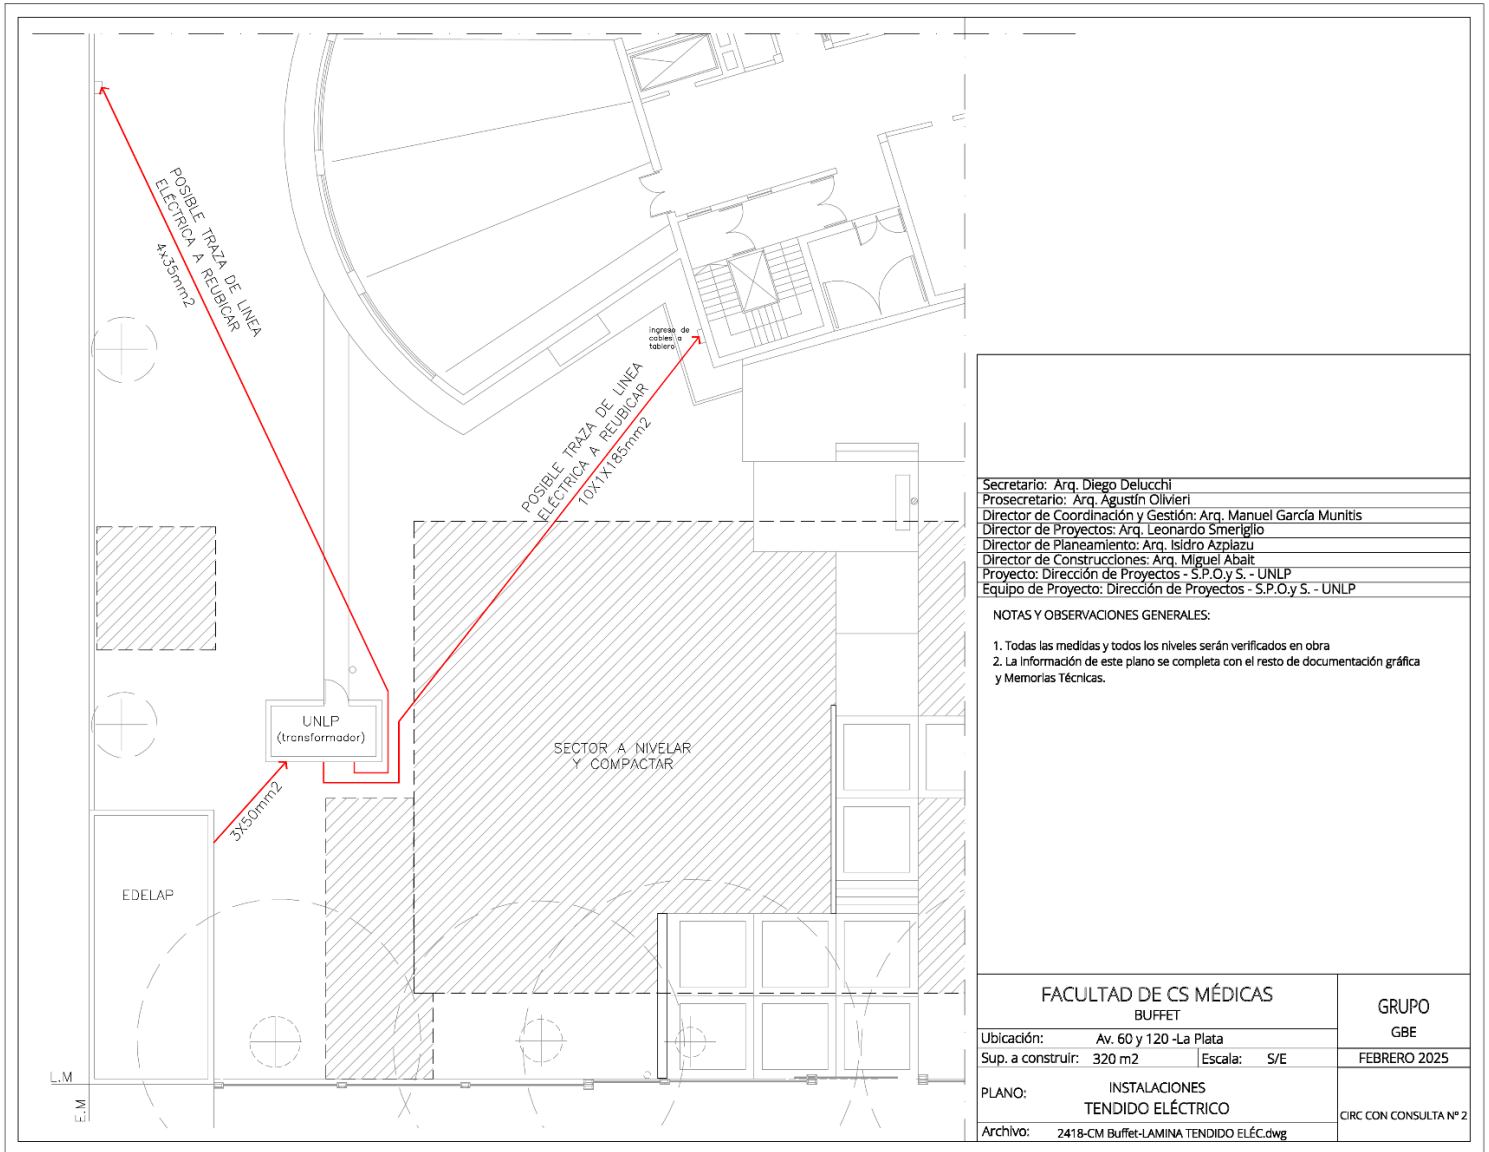 POSIBLE TRAZA DE LINEA
ELÉCTRICA A REUBICAR
4x35mm2
ingreso de
cables a
tablero
POSIBLE TRAZA DE LINEA
ELÉCTRICA A REUBICAR
10X1X185mm2
UNLP
(transformador)
SECTOR A NIVELAR
Y COMPACTAR
3X50mm2
EDELAP
L.M
E.M
Secretario: Arq. Diego Delucchi
Prosecretario: Arq. Agustín Olivieri
Director de Coordinación y Gestión: Arq. Manuel García Munitis
Director de Proyectos: Arq. Leonardo Smeriglio
Director de Planeamiento: Arq. Isidro Azpiazu
Director de Construcciones: Arq. Miguel Abait
Proyecto: Dirección de Proyectos - S.P.O.y S. - UNLP
Equipo de Proyecto: Dirección de Proyectos - S.P.O.y S. - UNLP
NOTAS Y OBSERVACIONES GENERALES:
1. Todas las medidas y todos los niveles serán verificados en obra
2. La información de este plano se completa con el resto de documentación gráfica
y Memorias Técnicas.
FACULTAD DE CS MÉDICAS
BUFFET
GRUPO
GBE
Ubicación: Av. 60 y 120 -La Plata
Sup. a construir: 320 m2 Escala: S/E
FEBRERO 2025
PLANO: INSTALACIONES
TENDIDO ELÉCTRICO
CIRC CON CONSULTA Nº 2
Archivo: 2418-CM Buffet-LAMINA TENDIDO ELÉC.dwg